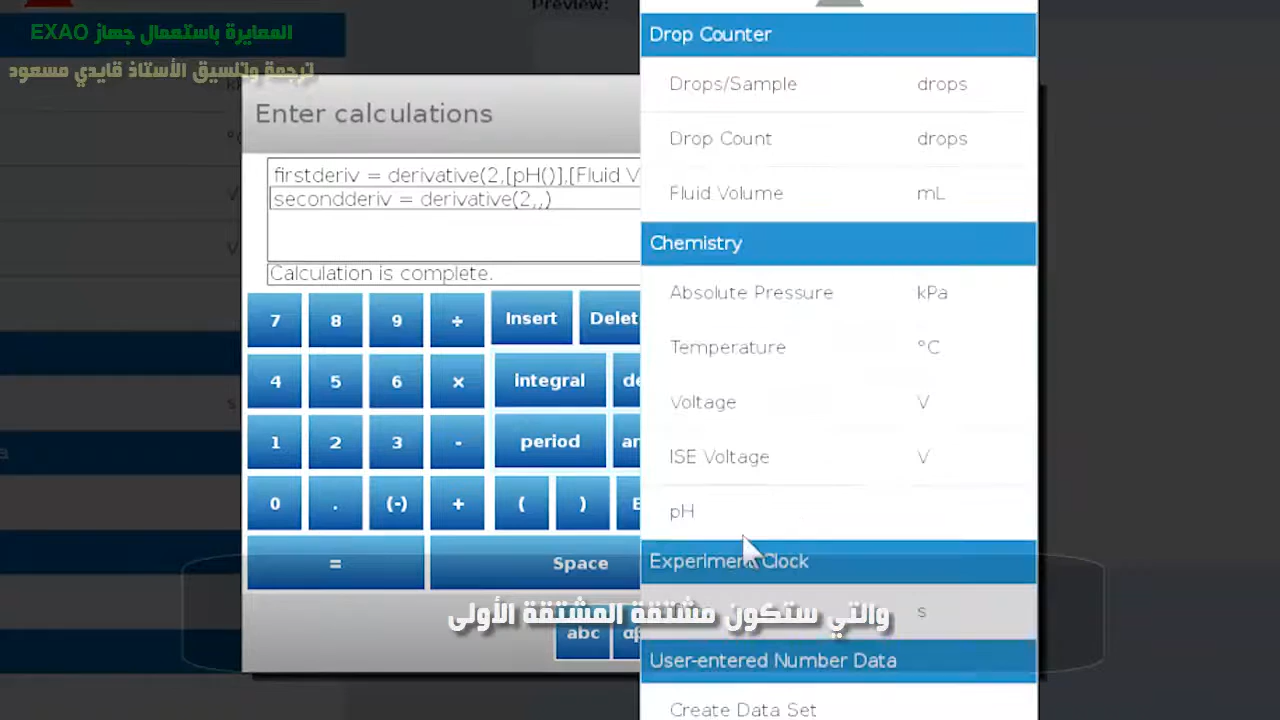 Preview:
المعايرة باستعمال جهاز EXAO
ترجمة وتنسيق الأستاذ قايدي مسعود
Enter calculations
firstderiv = derivative(2,[pH()],[Fluid V
secondderiv = derivative(2,,)
Calculation is complete.
7 8 9 ÷ Insert Delet
4 5 6 × integral de
1 2 3 - period
0 . (-) + ( )
= Space
abc
Drop Counter
Drops/Sample drops
Drop Count drops
Fluid Volume mL
Chemistry
Absolute Pressure kPa
Temperature °C
Voltage V
ISE Voltage V
pH
Experiment Clock
s
User-entered Number Data
Create Data Set
والتي ستكون مشتقة المشتقة الأولى